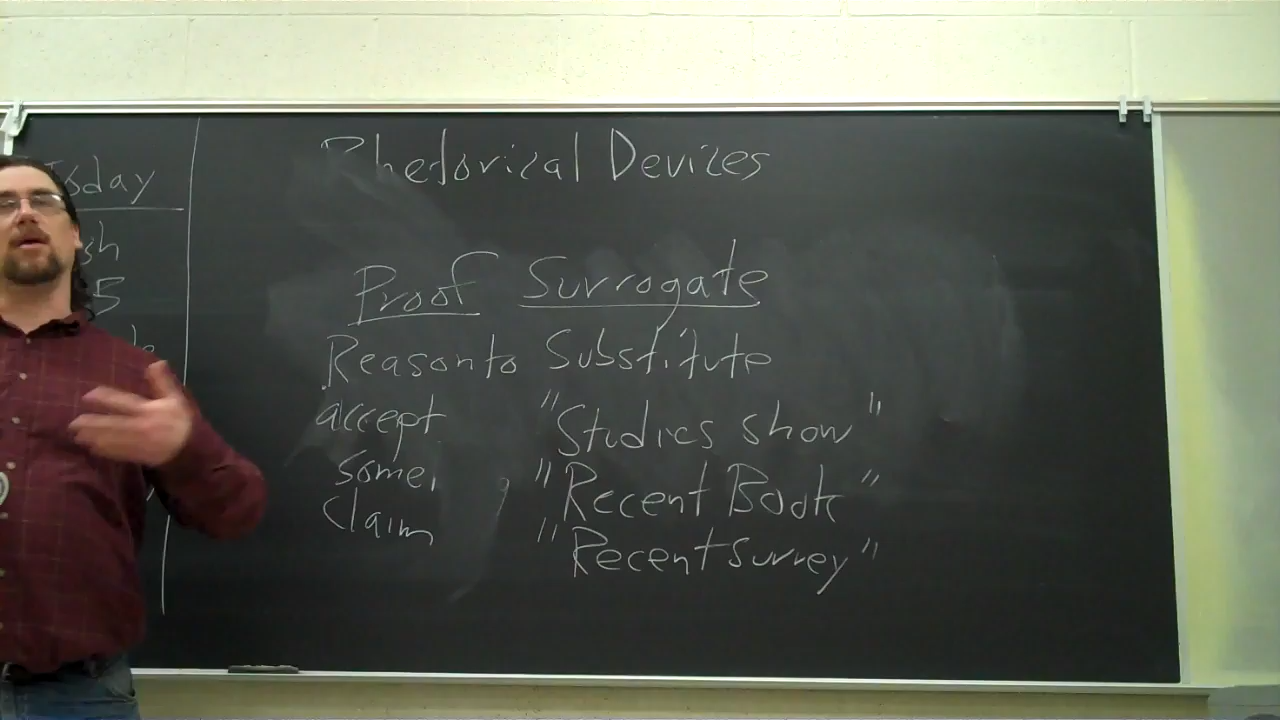 Today
Rhetorical Devices
Proof Surrogate
Reason to Substitute
accept "Studies show"
some "Recent Book"
Claim "Recent survey"